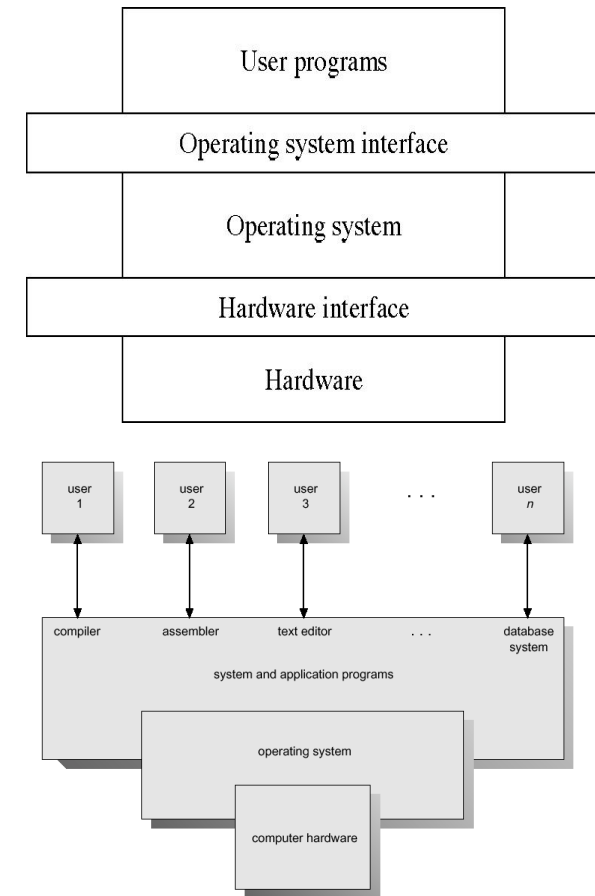 User programs
Operating system interface
Operating system
Hardware interface
Hardware
user user user . . . user
1 2 3 n
compiler assembler text editor . . . database
system
system and application programs
operating system
computer hardware